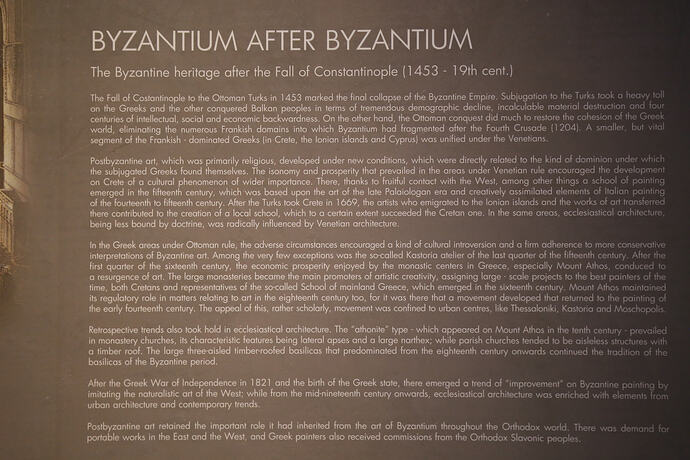 BYZANTIUM AFTER BYZANTIUM
The Byzantine heritage after the Fall of Constantinople (1453 - 19th cent.)
The Fall of Costantinople to the Ottoman Turks in 1453 marked the final collapse of the Byzantine Empire. Subjugation to the Turks took a heavy toll
on the Greeks and the other conquered Balkan peoples in terms of tremendous demographic decline, incalculable material destruction and four
centuries of intellectual, social and economic backwardness. On the other hand, the Ottoman conquest did much to restore the cohesion of the Greek
world, eliminating the numerous Frankish domains into which Byzantium had fragmented after the Fourth Crusade (1204). A smaller, but vital
segment of the Frankish - dominated Greeks (in Crete, the Ionian islands and Cyprus) was unified under the Venetians.
Postbyzantine art, which was primarily religious, developed under new conditions, which were directly related to the kind of dominion under which
the subjugated Greeks found themselves. The isonomy and prosperity that prevailed in the areas under Venetian rule encouraged the development
on Crete of a cultural phenomenon of wider importance. There, thanks to fruitful contact with the West, among other things a school of painting
emerged in the fifteenth century, which was based upon the art of the late Palaiologan era and creatively assimilated elements of Italian painting
of the fourteenth to fifteenth century. After the Turks took Crete in 1669, the artists who emigrated to the Ionian islands and the works of art transferred
there contributed to the creation of a local school, which to a certain extent succeeded the Cretan one. In the same areas, ecclesiastical architecture,
being less bound by doctrine, was radically influenced by Venetian architecture.
In the Greek areas under Ottoman rule, the adverse circumstances encouraged a kind of cultural introversion and a firm adherence to more conservative
interpretations of Byzantine art. Among the very few exceptions was the so-called Kastoria atelier of the last quarter of the fifteenth century. After the
first quarter of the sixteenth century, the economic prosperity enjoyed by the monastic centers in Greece, especially Mount Athos, conduced to
a resurgence of art. The large monasteries became the main promoters of artistic creativity, assigning large - scale projects to the best painters of the
time, both Cretans and representatives of the so-called School of mainland Greece, which emerged in the sixteenth century. Mount Athos maintained
its regulatory role in matters relating to art in the eighteenth century too, for it was there that a movement developed that returned to the painting of
the early fourteenth century. The appeal of this, rather scholarly, movement was confined to urban centres, like Thessaloniki, Kastoria and Moschopolis.
Retrospective trends also took hold in ecclesiastical architecture. The "athonite" type - which appeared on Mount Athos in the tenth century - prevailed
in monastery churches, its characteristic features being lateral apses and a large narthex; while parish churches tended to be aisleless structures with
a timber roof. The large three-aisled timber-roofed basilicas that predominated from the eighteenth century onwards continued the tradition of the
basilicas of the Byzantine period.
After the Greek War of Independence in 1821 and the birth of the Greek state, there emerged a trend of "improvement" on Byzantine painting by
imitating the naturalistic art of the West; while from the mid-nineteenth century onwards, ecclesiastical architecture was enriched with elements from
urban architecture and contemporary trends.
Postbyzantine art retained the important role it had inherited from the art of Byzantium throughout the Orthodox world. There was demand for
portable works in the East and the West, and Greek painters also received commissions from the Orthodox Slavonic peoples.